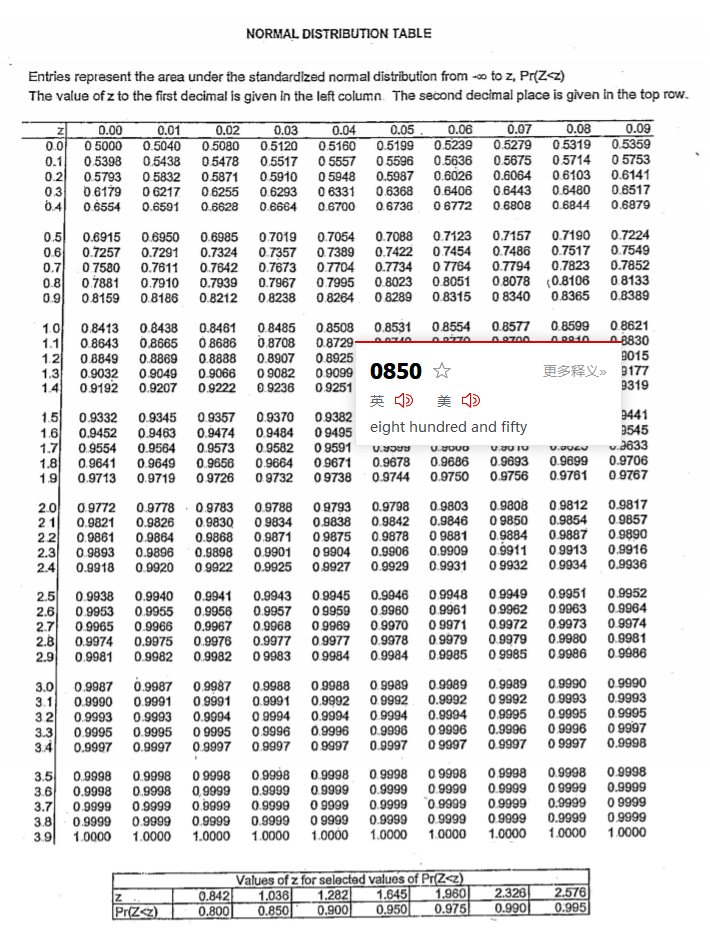 NORMAL DISTRIBUTION TABLE
Entries represent the area under the standardized normal distribution from -∞ to z, Pr(Z<z)
The value of z to the first decimal is given in the left column. The second decimal place is given in the top row.
z 0.00 0.01 0.02 0.03 0.04 0.05 0.06 0.07 0.08 0.09
0.0 0 5000 0.5040 0.5080 0.5120 0 5160 0.5199 0.5239 0.5279 0.5319 0.5359
0.1 0.5398 0.5438 0.5478 0.5517 0 5557 0.5596 0.5636 0.5675 0.5714 0 5753
0.2 0.5793 0.5832 0.5871 0.5910 0 5948 0.5987 0.6026 0.6064 0.6103 0.6141
0.3 0 6179 0 6217 0.6255 0.6293 0 6331 0.6368 0.6406 0.6443 0.6480 0.6517
0.4 0.6554 0.6591 0.6628 0.6664 0.6700 0.6736 0 6772 0.6808 0.6844 0.6879
0.5 0.6915 0.6950 0.6985 0.7019 0.7054 0.7088 0.7123 0.7157 0.7190 0.7224
0.6 0.7257 0.7291 0.7324 0.7357 0.7389 0.7422 0.7454 0.7486 0.7517 0.7549
0.7 0 7580 0.7611 0.7642 0.7673 0.7704 0.7734 0 7764 0.7794 0.7823 0.7852
0.8 0 7881 0.7910 0.7939 0.7967 0 7995 0.8023 0.8051 0.8078 0.8106 0 8133
0.9 0.8159 0.8186 0.8212 0.8238 0.8264 0 8289 0.8315 0 8340 0.8365 0.8389
1.0 0.8413 0.8438 0.8461 0.8485 0.8508 0.8531 0.8554 0.8577 0.8599 0.8621
1.1 0.8643 0.8665 0.8686 0.8708 0.8729 8830
1.2 0.8849 0.8869 0.8888 0.8907 0.8925 9015
1.3 0.9032 0.9049 0.9066 0 9082 0.9099 9177
1.4 0.9192 0.9207 0.9222 0.9236 0.9251 9319
0850 ☆ 更多释义»
英 美
eight hundred and fifty
1.5 0.9332 0.9345 0.9357 0.9370 0.9382 9441
1.6 0.9452 0.9463 0.9474 0.9484 0 9495 9545
1.7 0.9554 0.9564 0.9573 0.9582 0 9591 9633
1.8 0.9641 0.9649 0.9656 0.9664 0.9671 0.9678 0.9686 0.9693 0.9699 0.9706
1.9 0.9713 0.9719 0.9726 0 9732 0 9738 0.9744 0.9750 0.9756 0.9761 0.9767
2.0 0.9772 0.9778 0.9783 0.9788 0 9793 0.9798 0.9803 0.9808 0.9812 0.9817
2 1 0.9821 0.9826 0.9830 0 9834 0.9838 0.9842 0.9846 0 9850 0.9854 0.9857
2.2 0.9861 0.9864 0.9868 0.9871 0 9875 0.9878 0 9881 0.9884 0.9887 0.9890
2.3 0.9893 0.9896 0.9898 0.9901 0 9904 0.9906 0.9909 0.9911 0 9913 0.9916
2.4 0.9918 0.9920 0.9922 0.9925 0.9927 0.9929 0.9931 0 9932 0.9934 0.9936
2.5 0.9938 0.9940 0.9941 0.9943 0.9945 0.9946 0 9948 0 9949 0.9951 0.9952
2.6 0.9953 0.9955 0.9956 0.9957 0 9959 0.9960 0.9961 0.9962 0 9963 0.9964
2.7 0.9965 0.9966 0.9967 0.9968 0 9969 0.9970 0 9971 0.9972 0.9973 0.9974
2.8 0.9974 0.9975 0.9976 0.9977 0.9977 0.9978 0.9979 0.9979 0.9980 0.9981
2.9 0.9981 0.9982 0.9982 0 9983 0.9984 0.9984 0.9985 0 9985 0.9986 0.9986
3.0 0.9987 0.9987 0.9987 0.9988 0 9988 0 9989 0.9989 0.9989 0.9990 0.9990
3.1 0.9990 0.9991 0.9991 0.9991 0.9992 0 9992 0.9992 0 9992 0.9993 0.9993
3 2 0.9993 0.9993 0.9994 0 9994 0.9994 0.9994 0.9994 0.9995 0.9995 0.9995
3.3 0.9995 0.9995 0 9995 0.9996 0.9996 0.9996 0 9996 0.9996 0.9996 0 9997
3.4 0.9997 0.9997 0.9997 0.9997 0 9997 0.9997 0 9997 0.9997 0 9997 0.9998
3.5 0.9998 0.9998 0 9998 0.9998 0.9998 0 9998 0 9998 0.9998 0.9998 0.9998
3.6 0.9998 0.9998 0.9999 0.9999 0.9999 0.9999 0.9999 0.9999 0.9999 0.9999
3.7 0.9999 0.9999 0.9999 0.9999 0 9999 0.9999 0.9999 0.9999 0.9999 0 9999
3.8 0.9999 0.9999 0.9999 0.9999 0 9999 0.9999 0.9999 0.9999 0.9999 0.9999
3.9 1.0000 1.0000 1.0000 1.0000 1.0000 1.0000 1.0000 1.0000 1.0000 1.0000
Values of z for selected values of Pr(Z<z)
z 0.842 1.036 1.282 1.645 1.960 2.326 2.576
Pr(Z<z) 0.800 0.850 0.900 0.950 0.975 0.990 0.995